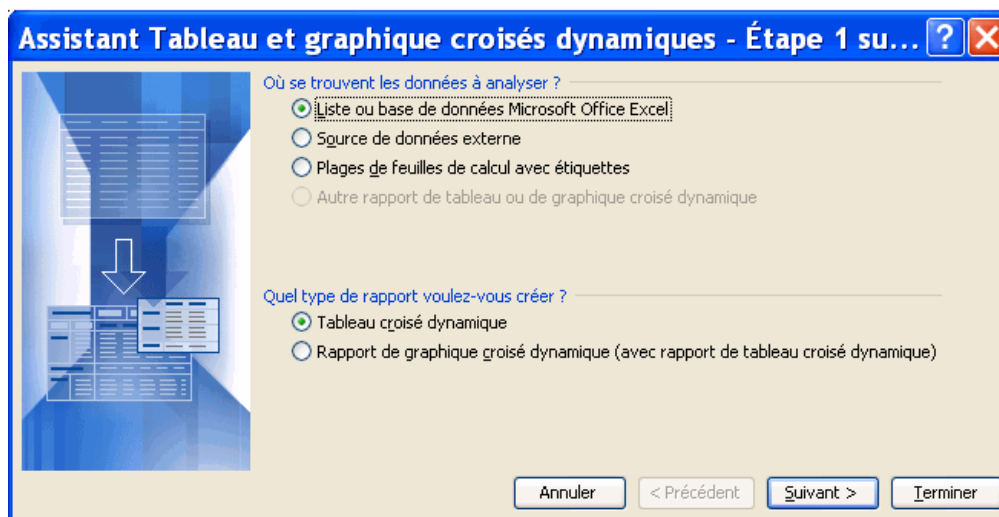 Assistant Tableau et graphique croisés dynamiques - Étape 1 su...
Où se trouvent les données à analyser ?
Liste ou base de données Microsoft Office Excel
Source de données externe
Plages de feuilles de calcul avec étiquettes
Autre rapport de tableau ou de graphique croisé dynamique
Quel type de rapport voulez-vous créer ?
Tableau croisé dynamique
Rapport de graphique croisé dynamique (avec rapport de tableau croisé dynamique)
Annuler < Précédent Suivant > Terminer